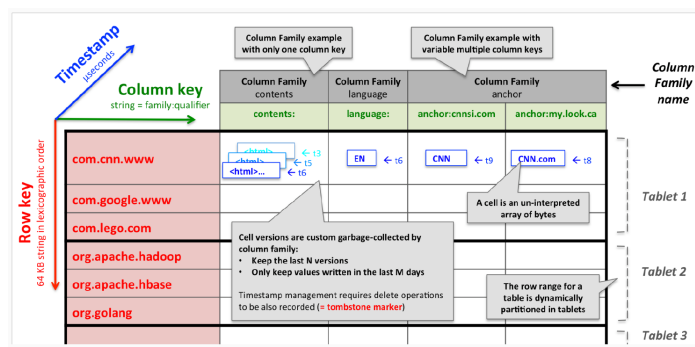 Timestamp
µseconds
Column Family example
with only one column key
Column Family example with
variable multiple column keys
Column key
string = family:qualifier
Column Family
contents
Column Family
language
Column Family
anchor
Column
Family
name
contents:
language:
anchor:cnnsi.com
anchor:my.look.ca
Row key
64 KB string in lexicographic order
com.cnn.www
<html>
← t3
<html>...
← t5
<html>...
← t6
EN
← t6
CNN
← t9
CNN.com
← t8
Tablet 1
com.google.www
A cell is an un-interpreted
array of bytes
com.lego.com
Cell versions are custom garbage-collected by
column family:
• Keep the last N versions
• Only keep values written in the last M days
Timestamp management requires delete operations
to be also recorded (= tombstone marker)
org.apache.hadoop
Tablet 2
org.apache.hbase
The row range for a
table is dynamically
partitioned in tablets
org.golang
Tablet 3